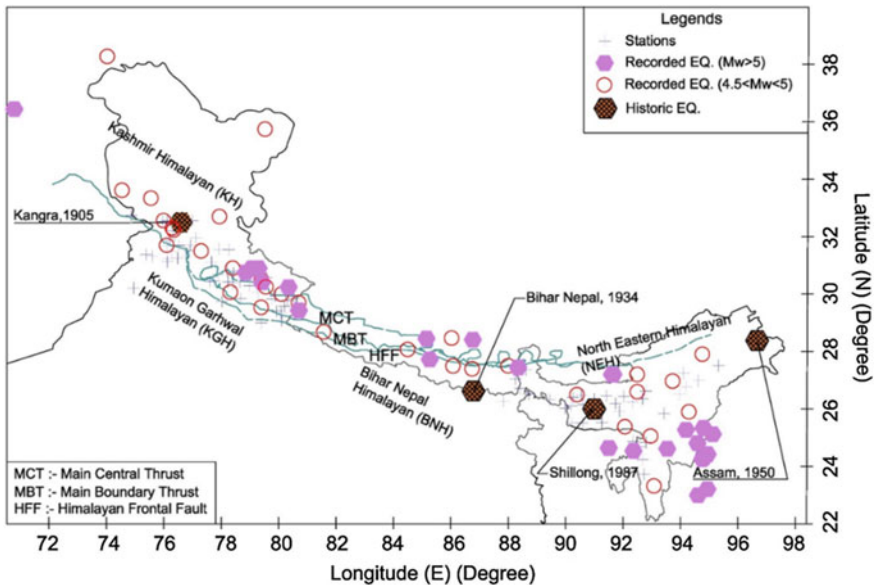 Legends
Stations
Recorded EQ. (Mw>5)
Recorded EQ. (4.5<Mw<5)
Historic EQ.
Kashmir Himalayan (KH)
Kangra,1905
Kumaon Garhwal
Himalayan (KGH)
MCT
MBT
HFF
Bihar Nepal
Himalayan (BNH)
Bihar Nepal, 1934
North Eastern Himalayan
(NEH)
Shillong, 1987
Assam, 1950
MCT :- Main Central Thrust
MBT :- Main Boundary Thrust
HFF :- Himalayan Frontal Fault
38
36
34
32
30
28
26
24
22
Latitude (N) (Degree)
72 74 76 78 80 82 84 86 88 90 92 94 96 98
Longitude (E) (Degree)